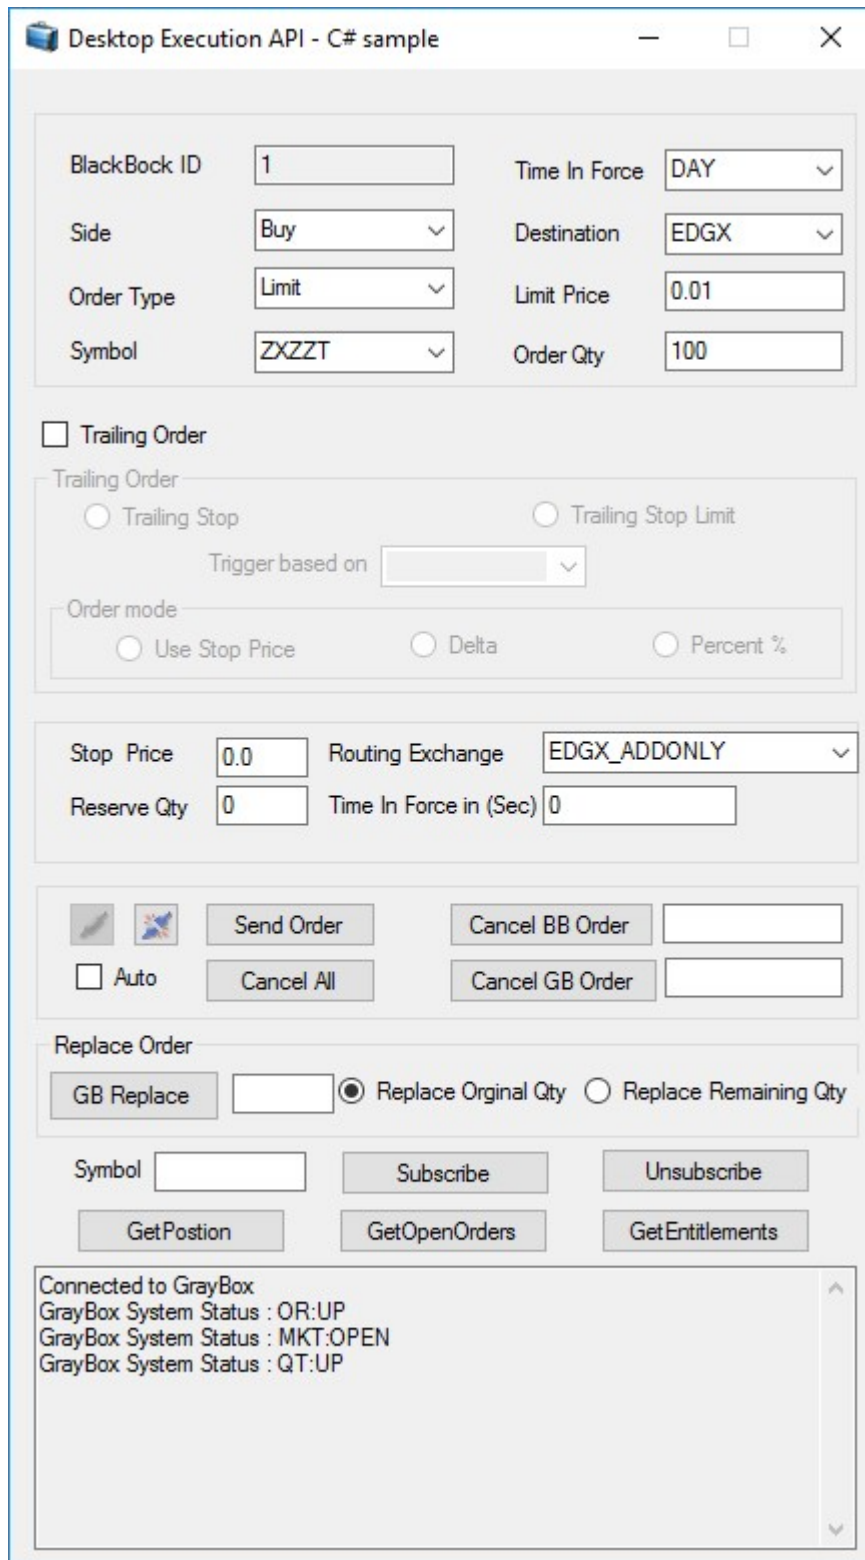 Desktop Execution API - C# sample
BlackBock ID 1 Time In Force DAY
Side Buy Destination EDGX
Order Type Limit Limit Price 0.01
Symbol ZXZZT Order Qty 100
Trailing Order
Trailing Order
Trailing Stop Trailing Stop Limit
Trigger based on
Order mode
Use Stop Price Delta Percent %
Stop Price 0.0 Routing Exchange EDGX_ADDONLY
Reserve Qty 0 Time In Force in (Sec) 0
Send Order Cancel BB Order
Auto Cancel All Cancel GB Order
Replace Order
GB Replace Replace Orginal Qty Replace Remaining Qty
Symbol Subscribe Unsubscribe
GetPostion GetOpenOrders GetEntitlements
Connected to GrayBox
GrayBox System Status : OR:UP
GrayBox System Status : MKT:OPEN
GrayBox System Status : QT:UP